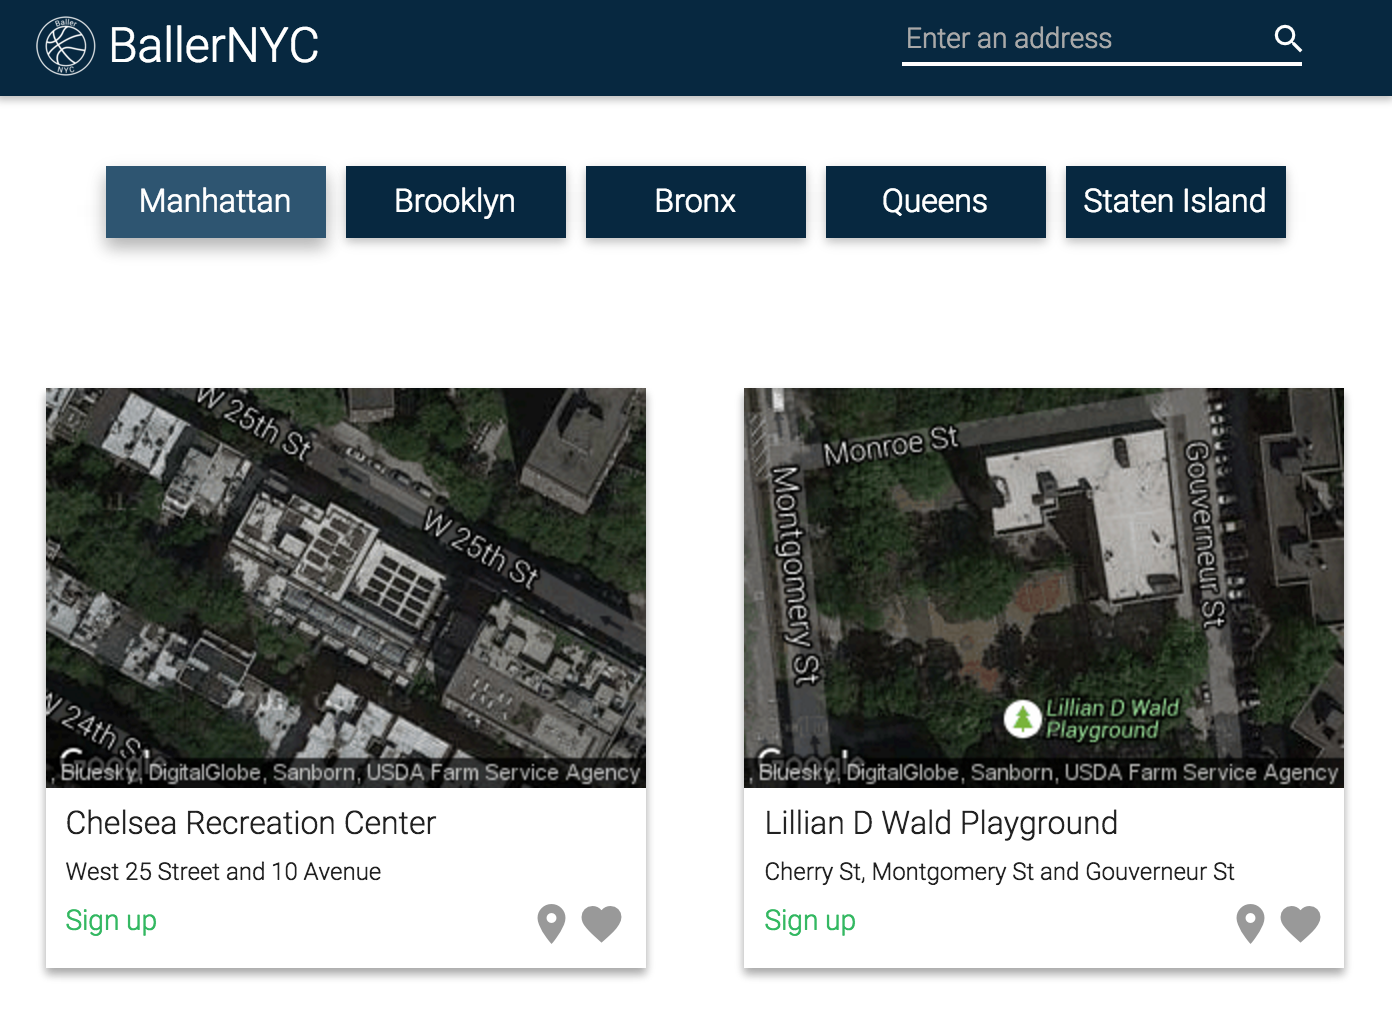 Baller
NYC
BallerNYC
Enter an address
Manhattan
Brooklyn
Bronx
Queens
Staten Island
W 25th St
W 25th St
W 24th S
Google
, Bluesky, DigitalGlobe, Sanborn, USDA Farm Service Agency
Chelsea Recreation Center
West 25 Street and 10 Avenue
Sign up
Monroe St
Montgomery St
Gouverneur St
Lillian D Wald
Playground
Google
, Bluesky, DigitalGlobe, Sanborn, USDA Farm Service Agency
Lillian D Wald Playground
Cherry St, Montgomery St and Gouverneur St
Sign up